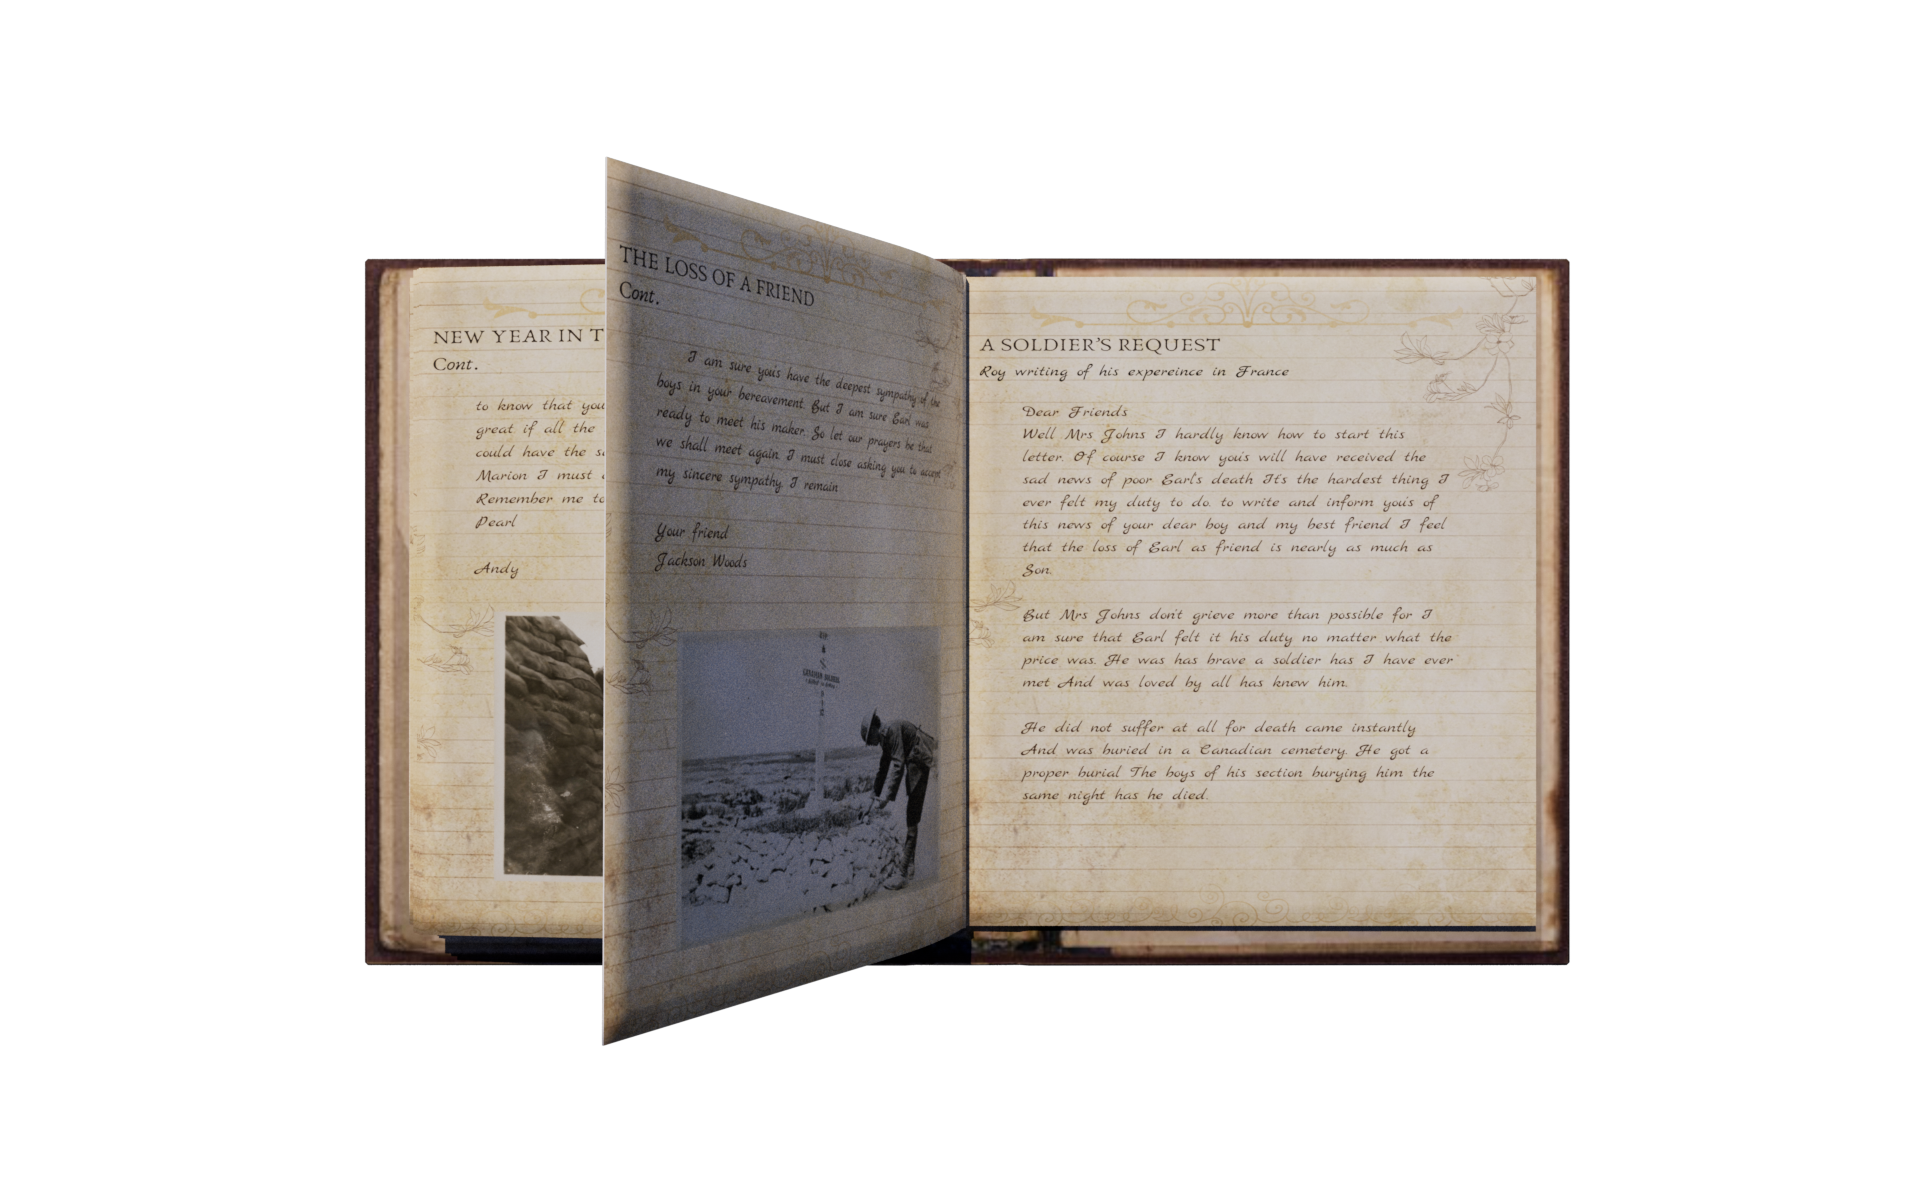 NEW YEAR IN T
Cont.
to know that you
great if all the
could have the
Marion I must
Remember me to
Pearl
Andy
THE LOSS OF A FRIEND
Cont.
I am sure you's have the deepest sympathy of the
boys in your bereavement. But I am sure Earl was
ready to meet his maker. So let our prayers be that
we shall meet again. I must close asking you to accept
my sincere sympathy. I remain
Your friend
Jackson Woods
A SOLDIER'S REQUEST
Roy writing of his expereince in France
Dear Friends
Well Mrs Johns I hardly know how to start this
letter. Of course I know you's will have received the
sad news of poor Earl's death It's the hardest thing I
ever felt my duty to do. to write and inform you's of
this news of your dear boy and my best friend I feel
that the loss of Earl as friend is nearly as much as
Son.
But Mrs Johns don't grieve more than possible for I
am sure that Earl felt it his duty no matter what the
price was. He was has brave a soldier has I have ever
met And was loved by all has knew him.
He did not suffer at all for death came instantly
And was buried in a Canadian cemetery. He got a
proper burial The boys of his section burying him the
same night has he died.